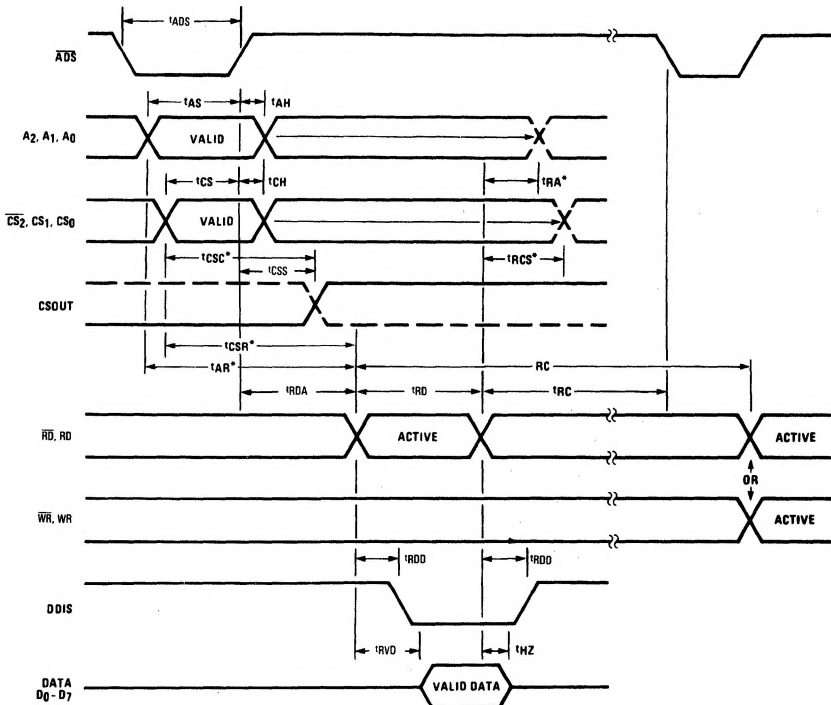 tADS
ADS
tAS tAH
A2, A1, A0 VALID
tRA*
tCS tCH
CS2, CS1, CS0 VALID
tCSC* tRCS*
tCSS
CSOUT
tCSR*
tAR* RC
tRDA tRD tRC
RD, RD ACTIVE ACTIVE
OR
WR, WR ACTIVE
tRDD tRDD
DDIS
tRVD tHZ
DATA
D0-D7 VALID DATA